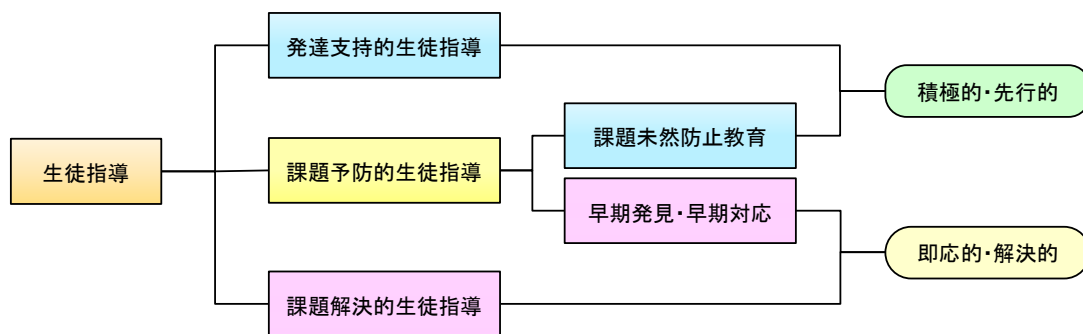 発達支持的生徒指導
積極的・先行的
課題未然防止教育
生徒指導
課題予防的生徒指導
早期発見・早期対応
即応的・解決的
課題解決的生徒指導